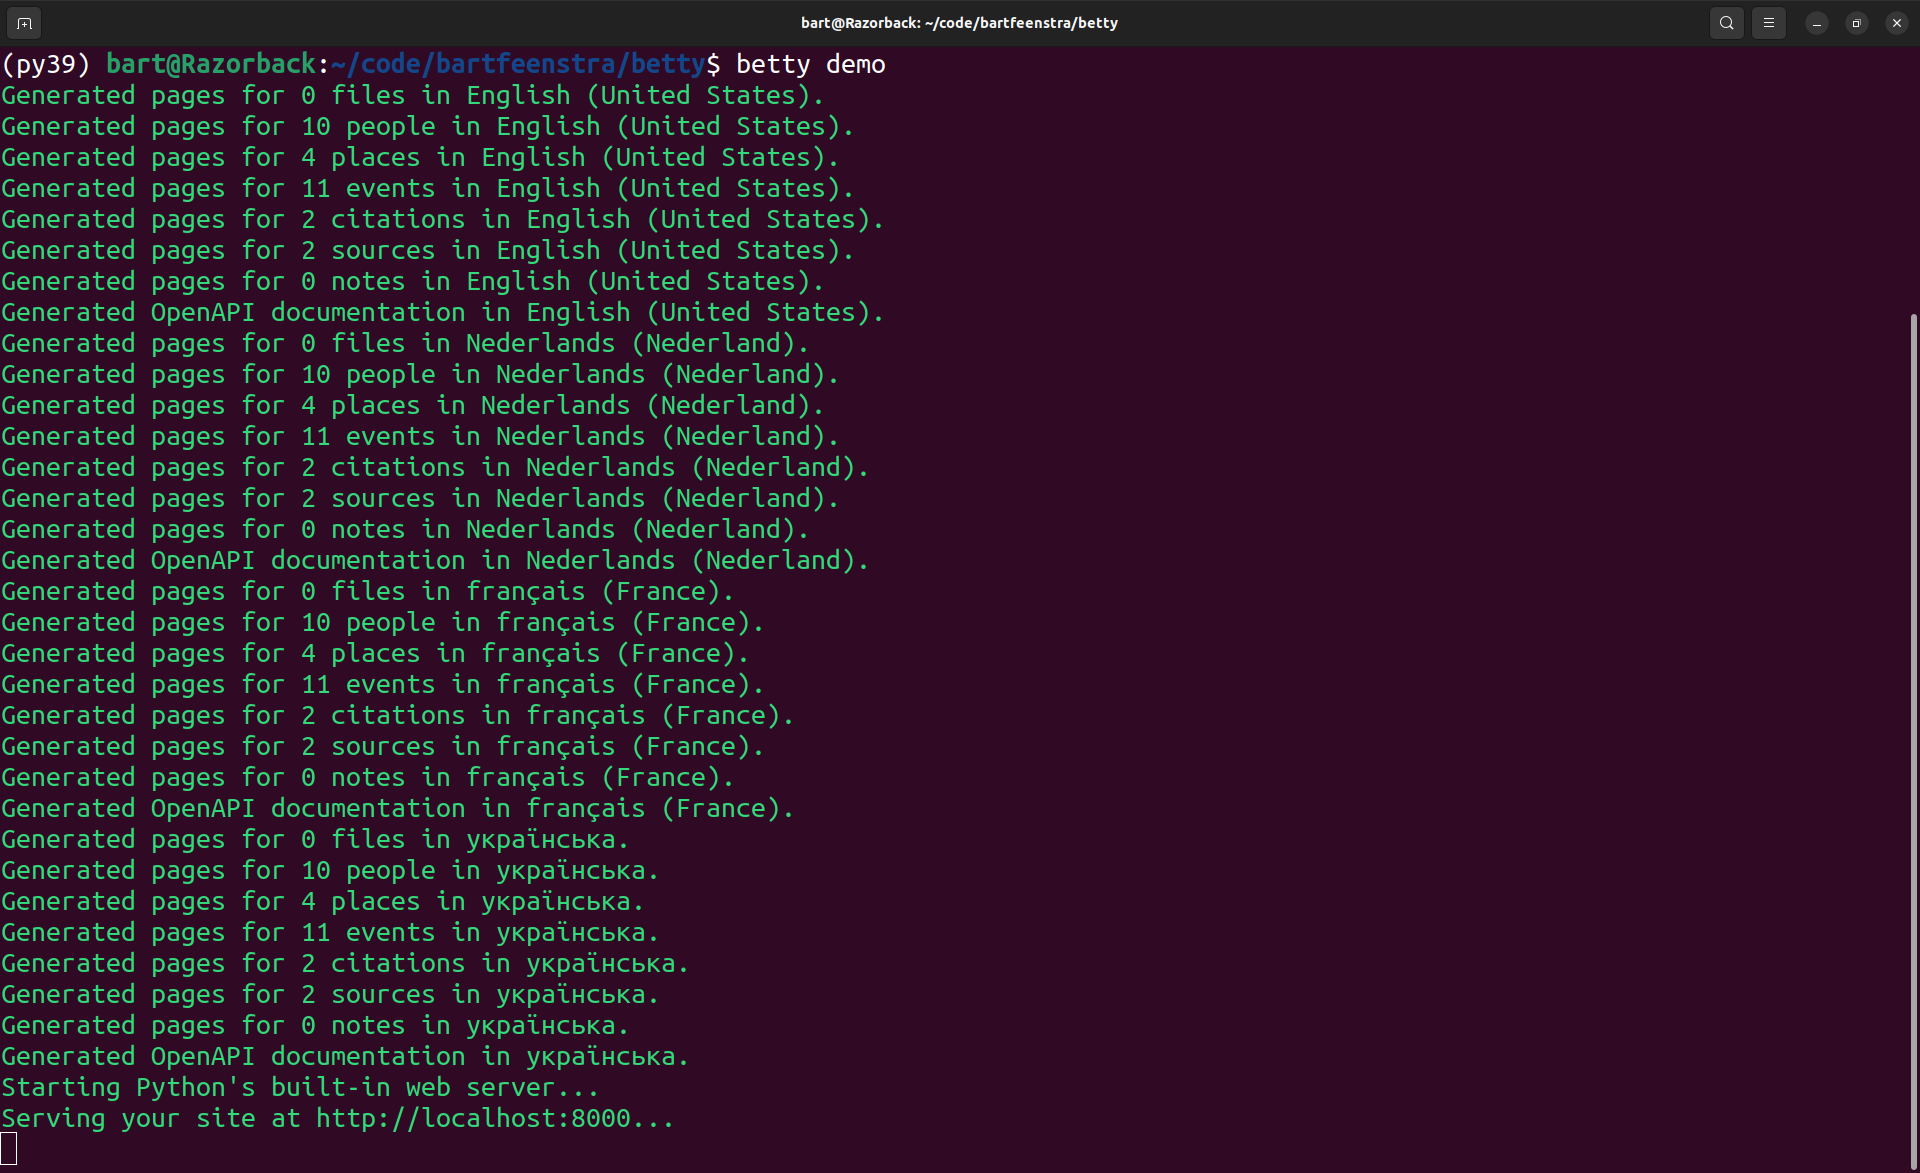 bart@Razorback: ~/code/bartfeenstra/betty
(py39) bart@Razorback:~/code/bartfeenstra/betty$ betty demo
Generated pages for 0 files in English (United States).
Generated pages for 10 people in English (United States).
Generated pages for 4 places in English (United States).
Generated pages for 11 events in English (United States).
Generated pages for 2 citations in English (United States).
Generated pages for 2 sources in English (United States).
Generated pages for 0 notes in English (United States).
Generated OpenAPI documentation in English (United States).
Generated pages for 0 files in Nederlands (Nederland).
Generated pages for 10 people in Nederlands (Nederland).
Generated pages for 4 places in Nederlands (Nederland).
Generated pages for 11 events in Nederlands (Nederland).
Generated pages for 2 citations in Nederlands (Nederland).
Generated pages for 2 sources in Nederlands (Nederland).
Generated pages for 0 notes in Nederlands (Nederland).
Generated OpenAPI documentation in Nederlands (Nederland).
Generated pages for 0 files in français (France).
Generated pages for 10 people in français (France).
Generated pages for 4 places in français (France).
Generated pages for 11 events in français (France).
Generated pages for 2 citations in français (France).
Generated pages for 2 sources in français (France).
Generated pages for 0 notes in français (France).
Generated OpenAPI documentation in français (France).
Generated pages for 0 files in українська.
Generated pages for 10 people in українська.
Generated pages for 4 places in українська.
Generated pages for 11 events in українська.
Generated pages for 2 citations in українська.
Generated pages for 2 sources in українська.
Generated pages for 0 notes in українська.
Generated OpenAPI documentation in українська.
Starting Python's built-in web server...
Serving your site at http://localhost:8000...